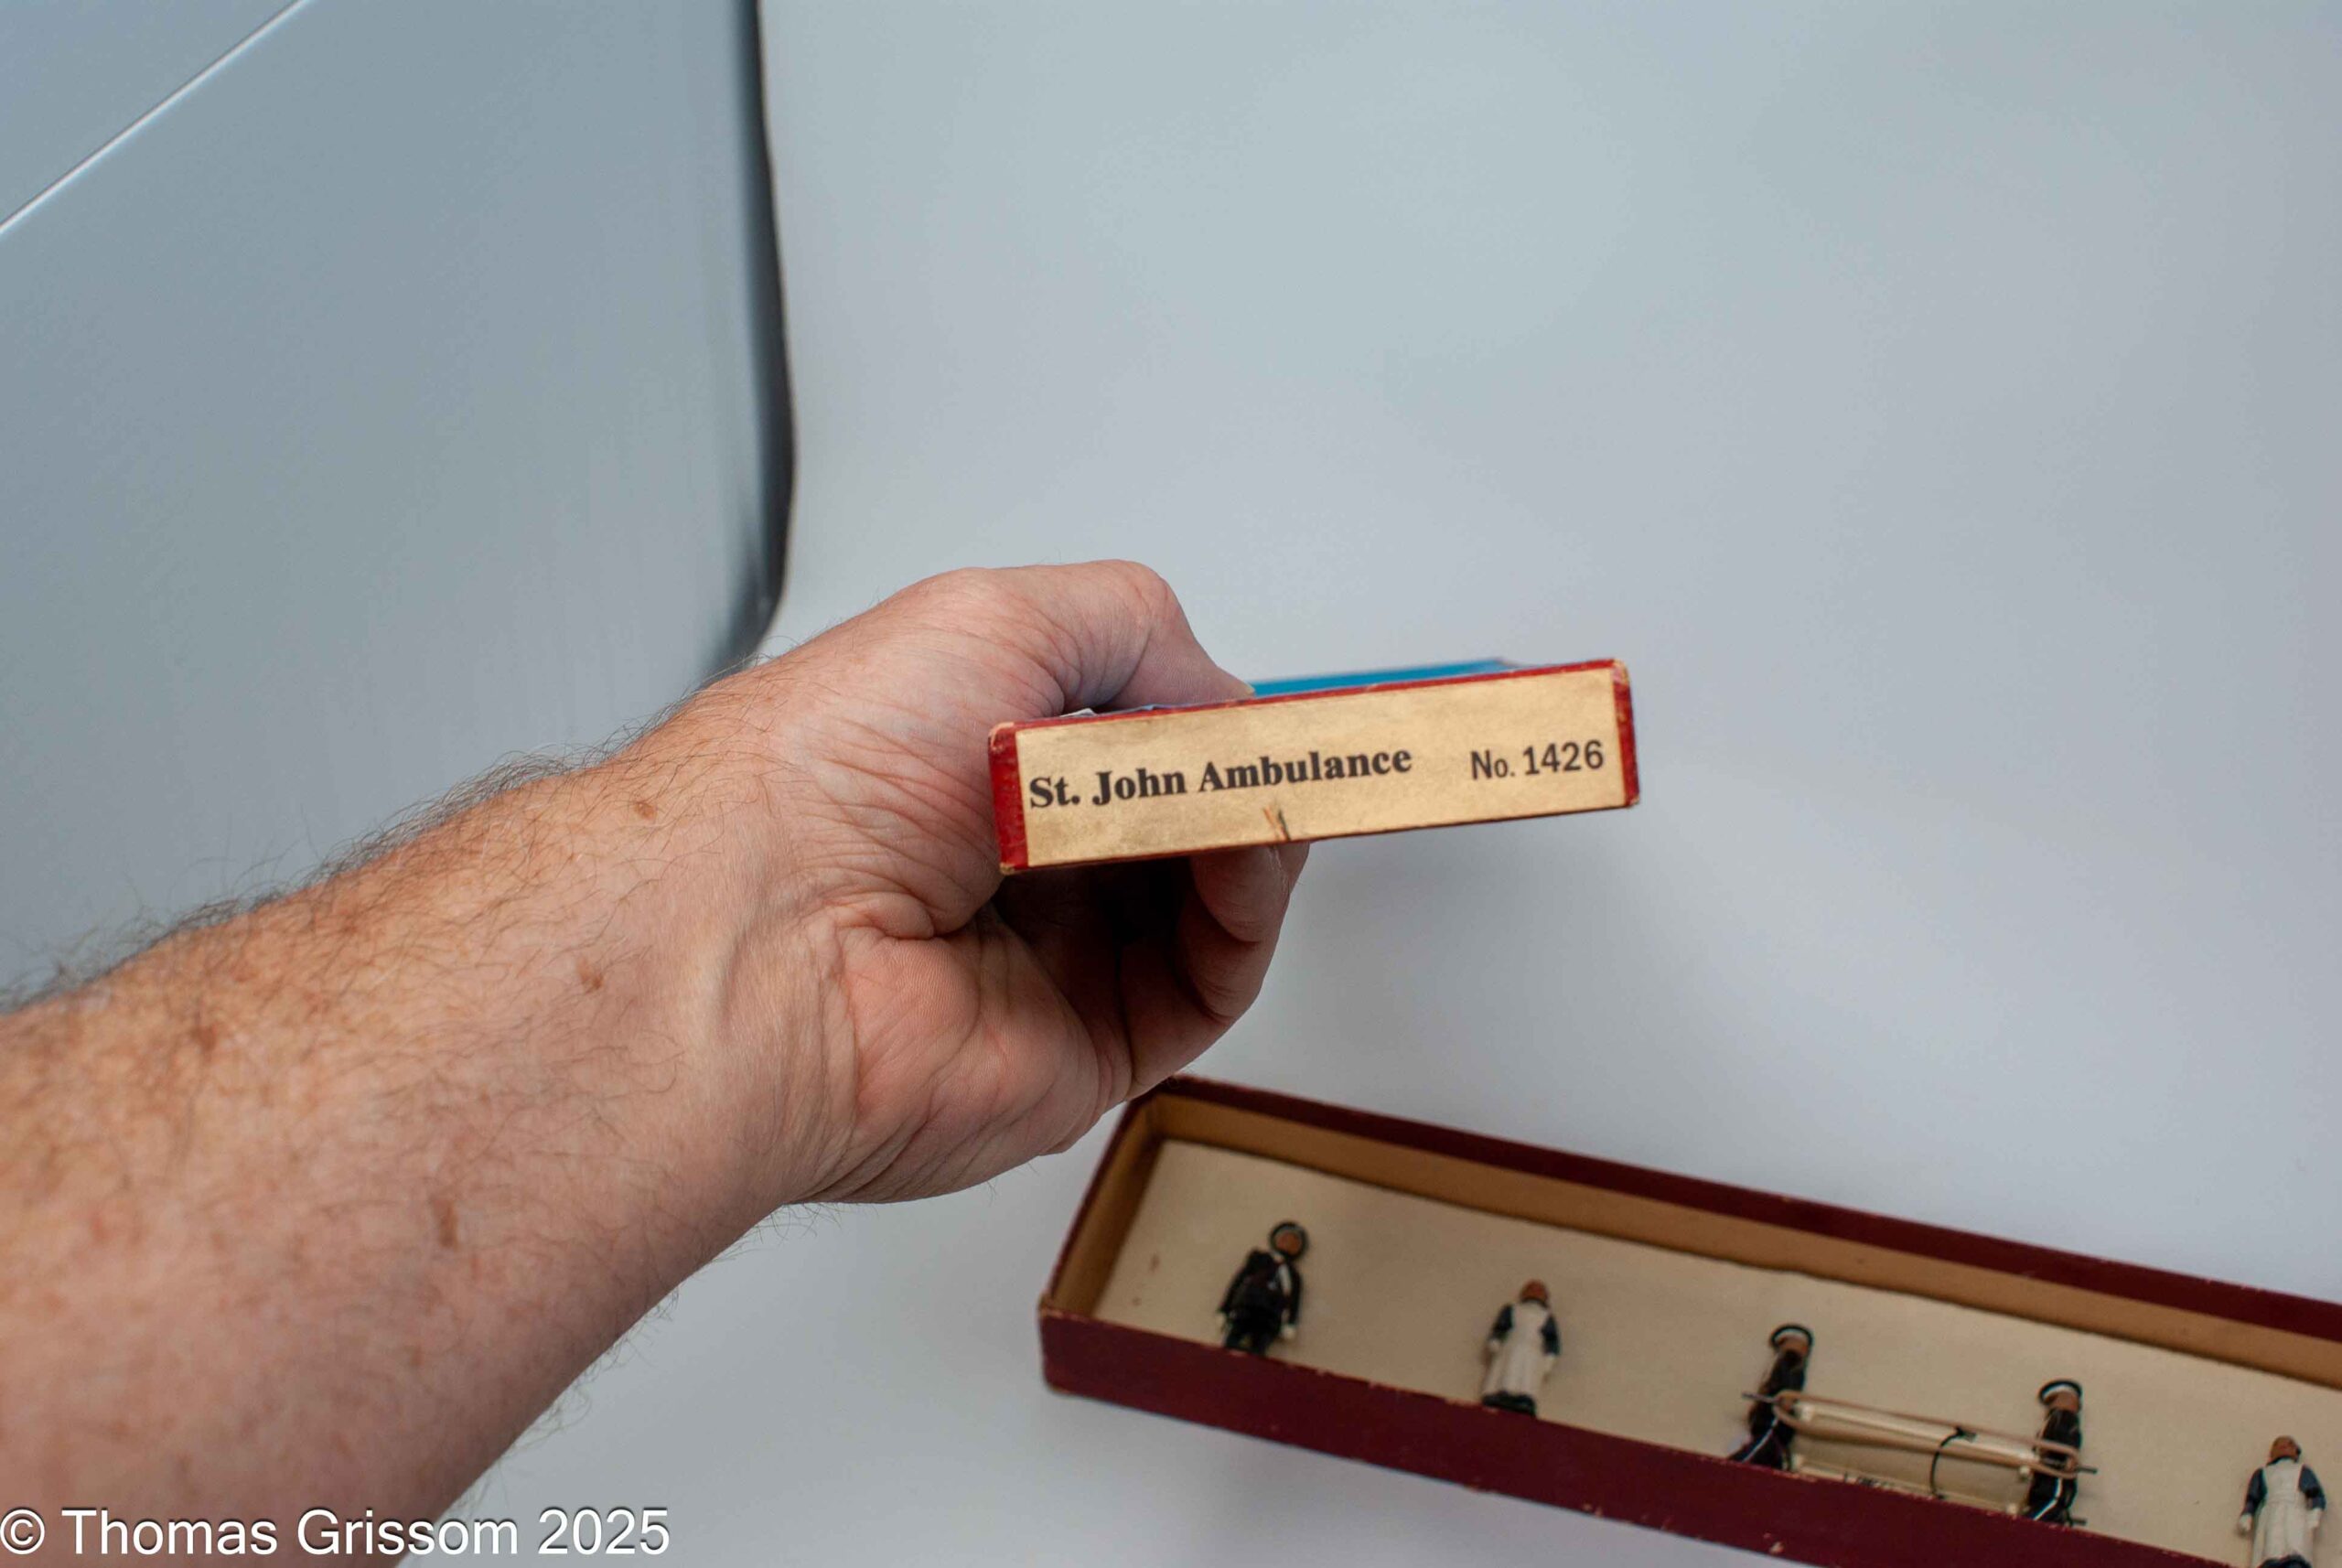 St. John Ambulance No. 1426
© Thomas Grissom 2025